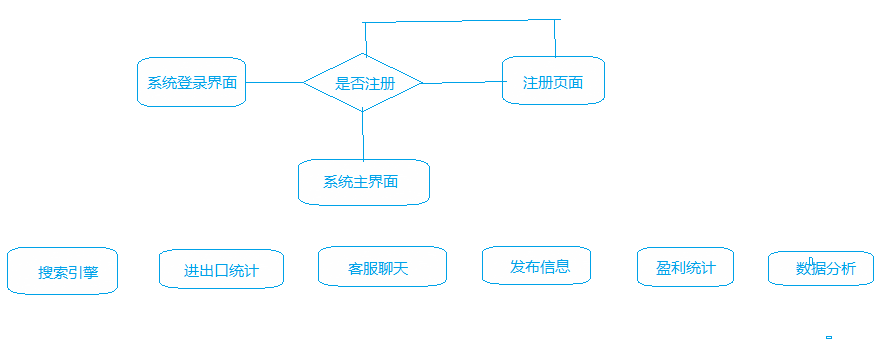 系统登录界面
是否注册
注册页面
系统主界面
搜索引擎
进出口统计
客服聊天
发布信息
盈利统计
数据分析